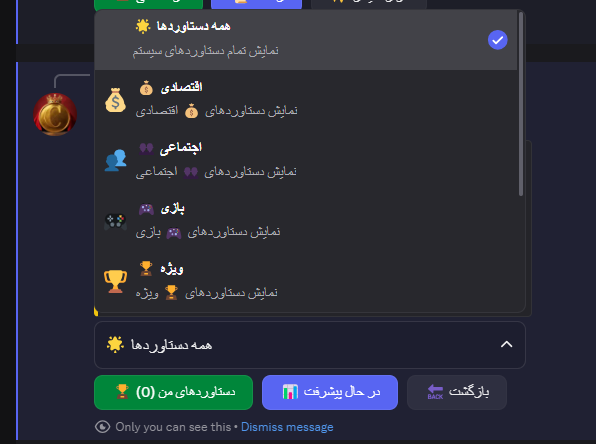 همه دستاوردها
نمایش تمام دستاوردهای سیستم
اقتصادی
نمایش دستاوردهای 💰 اقتصادی
اجتماعی
نمایش دستاوردهای 👥 اجتماعی
بازی
نمایش دستاوردهای 🎮 بازی
ویژه
نمایش دستاوردهای 🏆 ویژه
همه دستاوردها
دستاوردهای من (0)
در حال پیشرفت
بازگشت
BACK
Only you can see this • Dismiss message